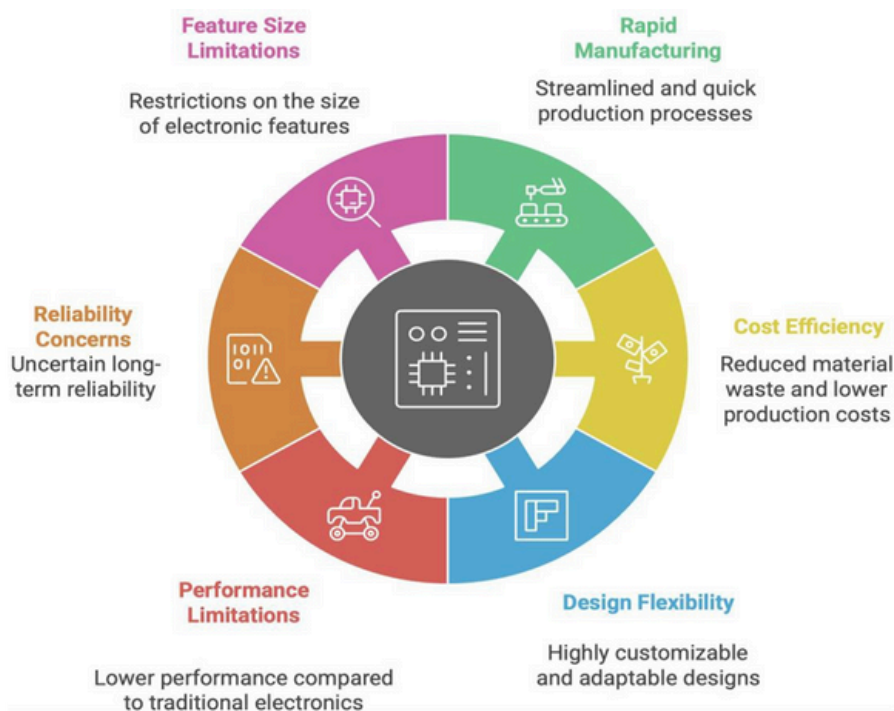 Feature Size
Limitations
Restrictions on the size
of electronic features
Rapid
Manufacturing
Streamlined and quick
production processes
Reliability
Concerns
Uncertain long-
term reliability
1011
01
Cost Efficiency
Reduced material
waste and lower
production costs
Performance
Limitations
Lower performance compared
to traditional electronics
Design Flexibility
Highly customizable
and adaptable designs